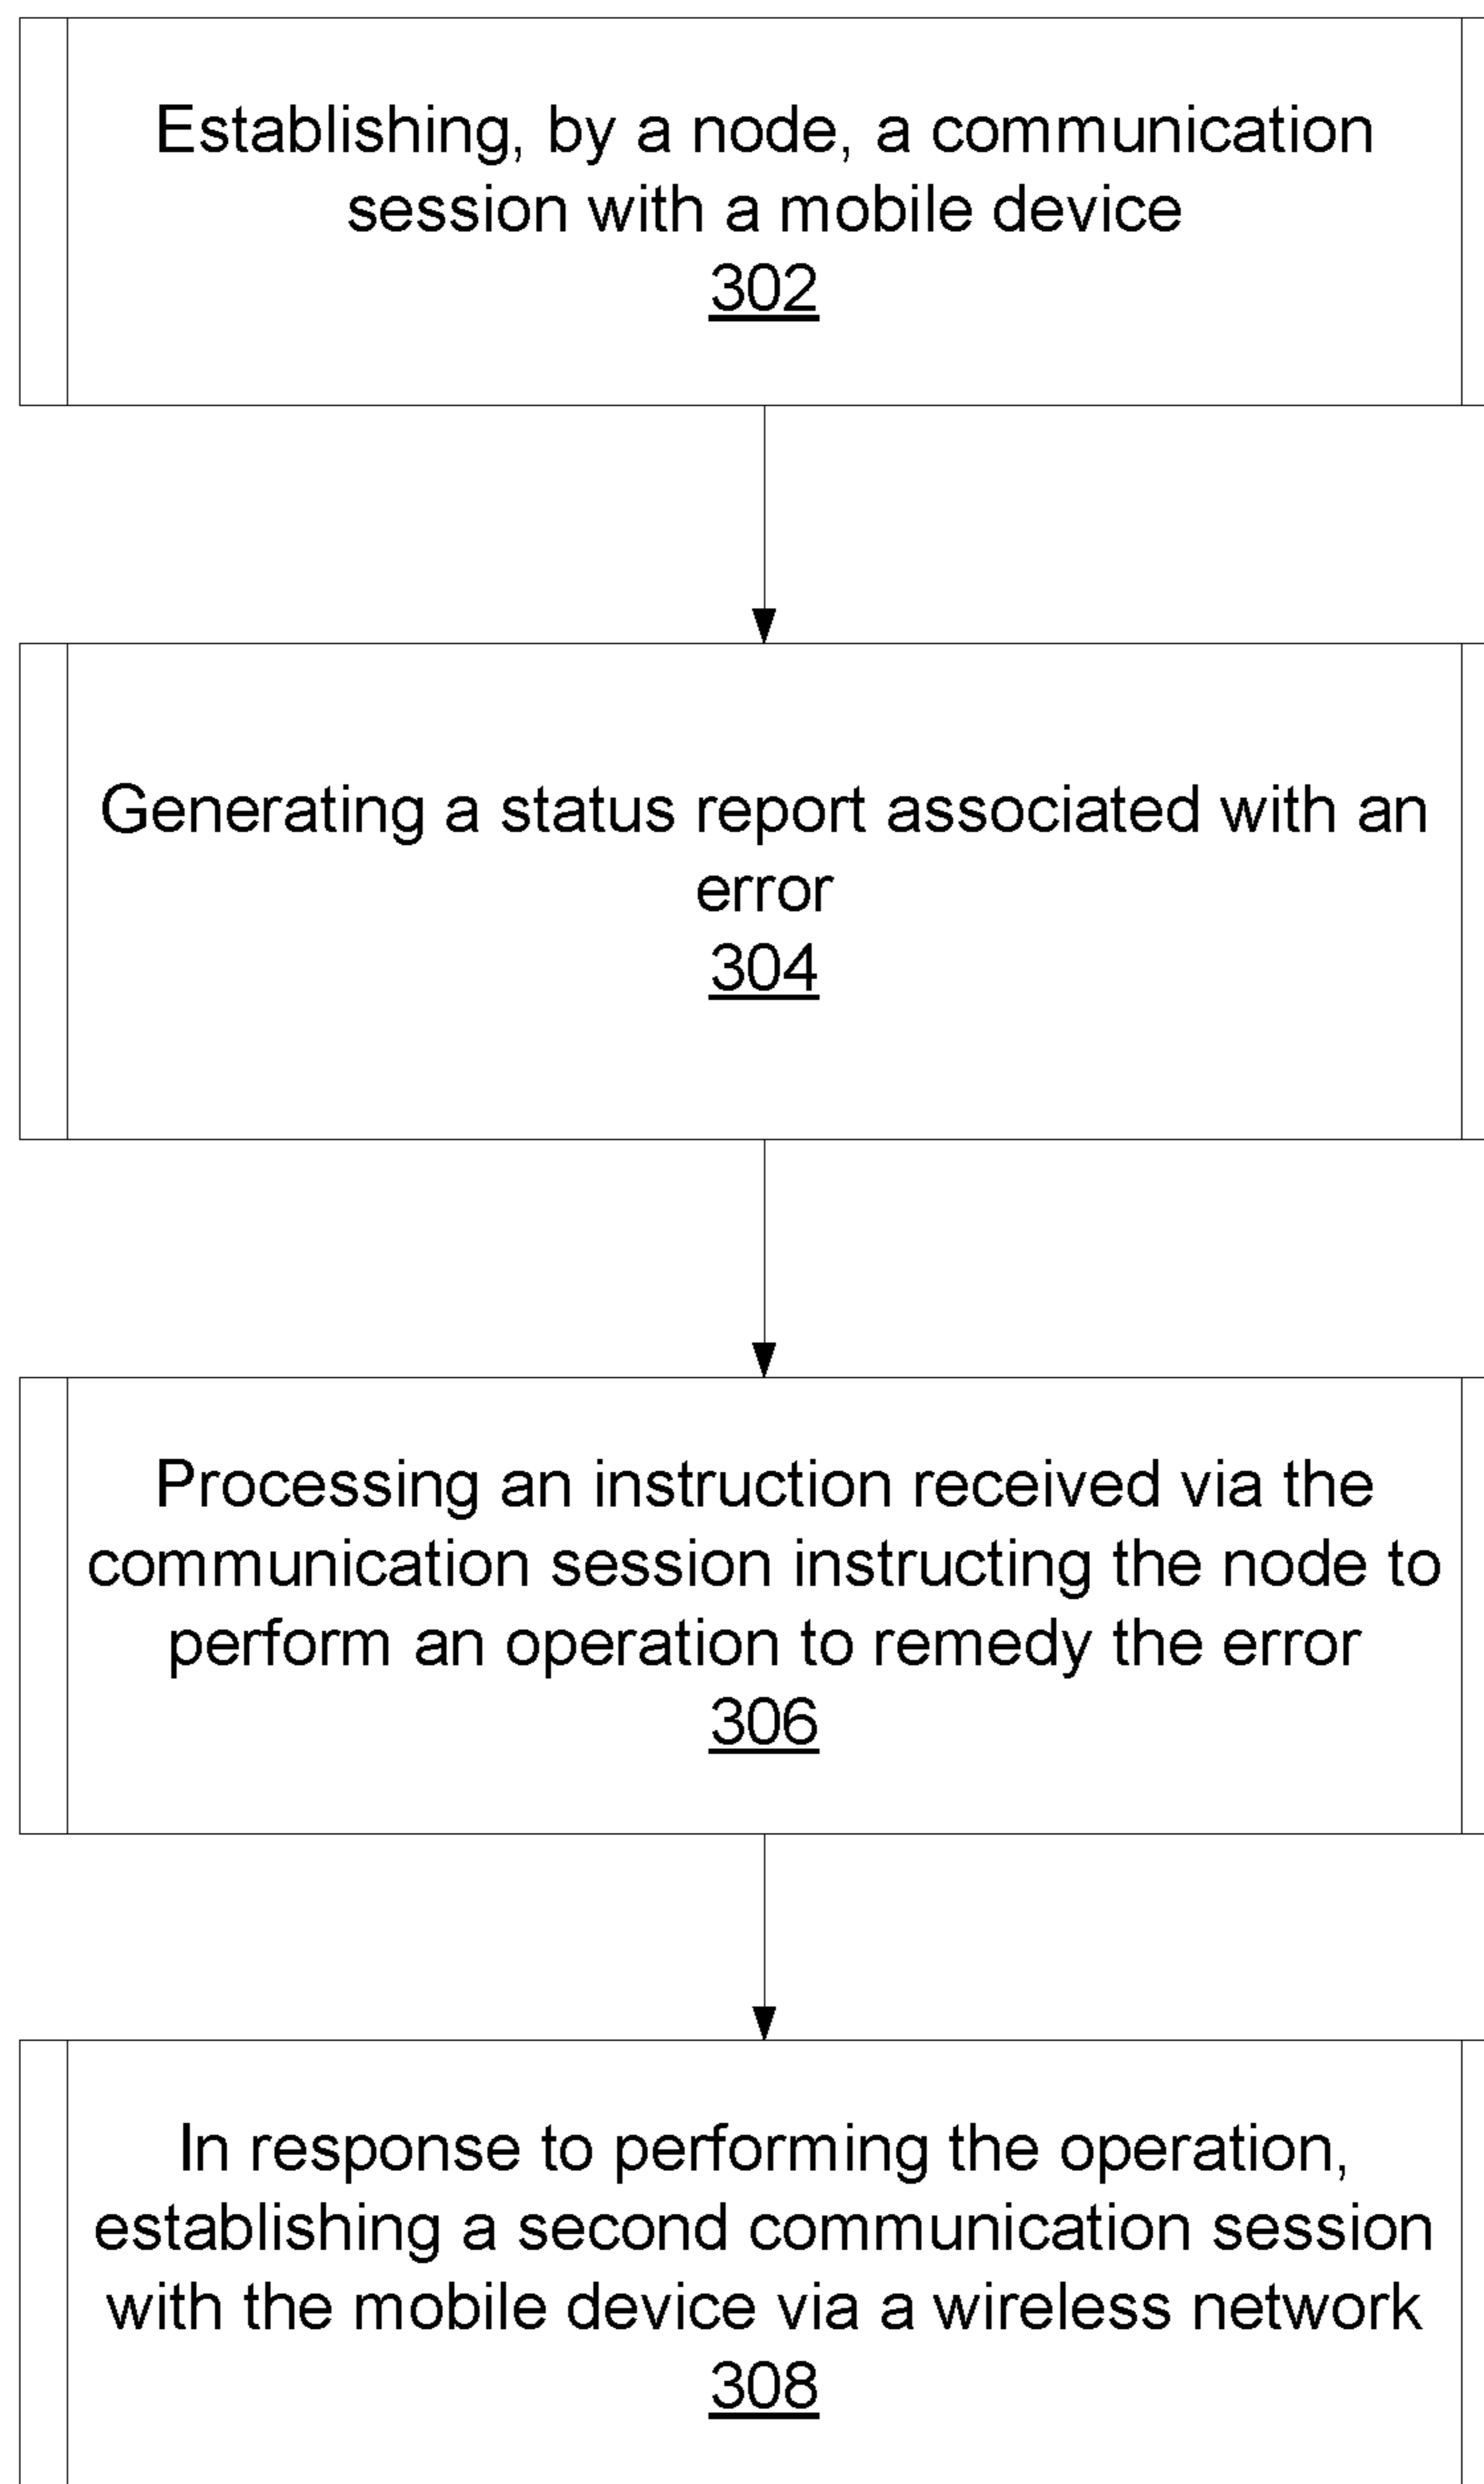 Establishing, by a node, a communication
session with a mobile device
302
Generating a status report associated with an
error
304
Processing an instruction received via the
communication session instructing the node to
perform an operation to remedy the error
306
In response to performing the operation,
establishing a second communication session
with the mobile device via a wireless network
308